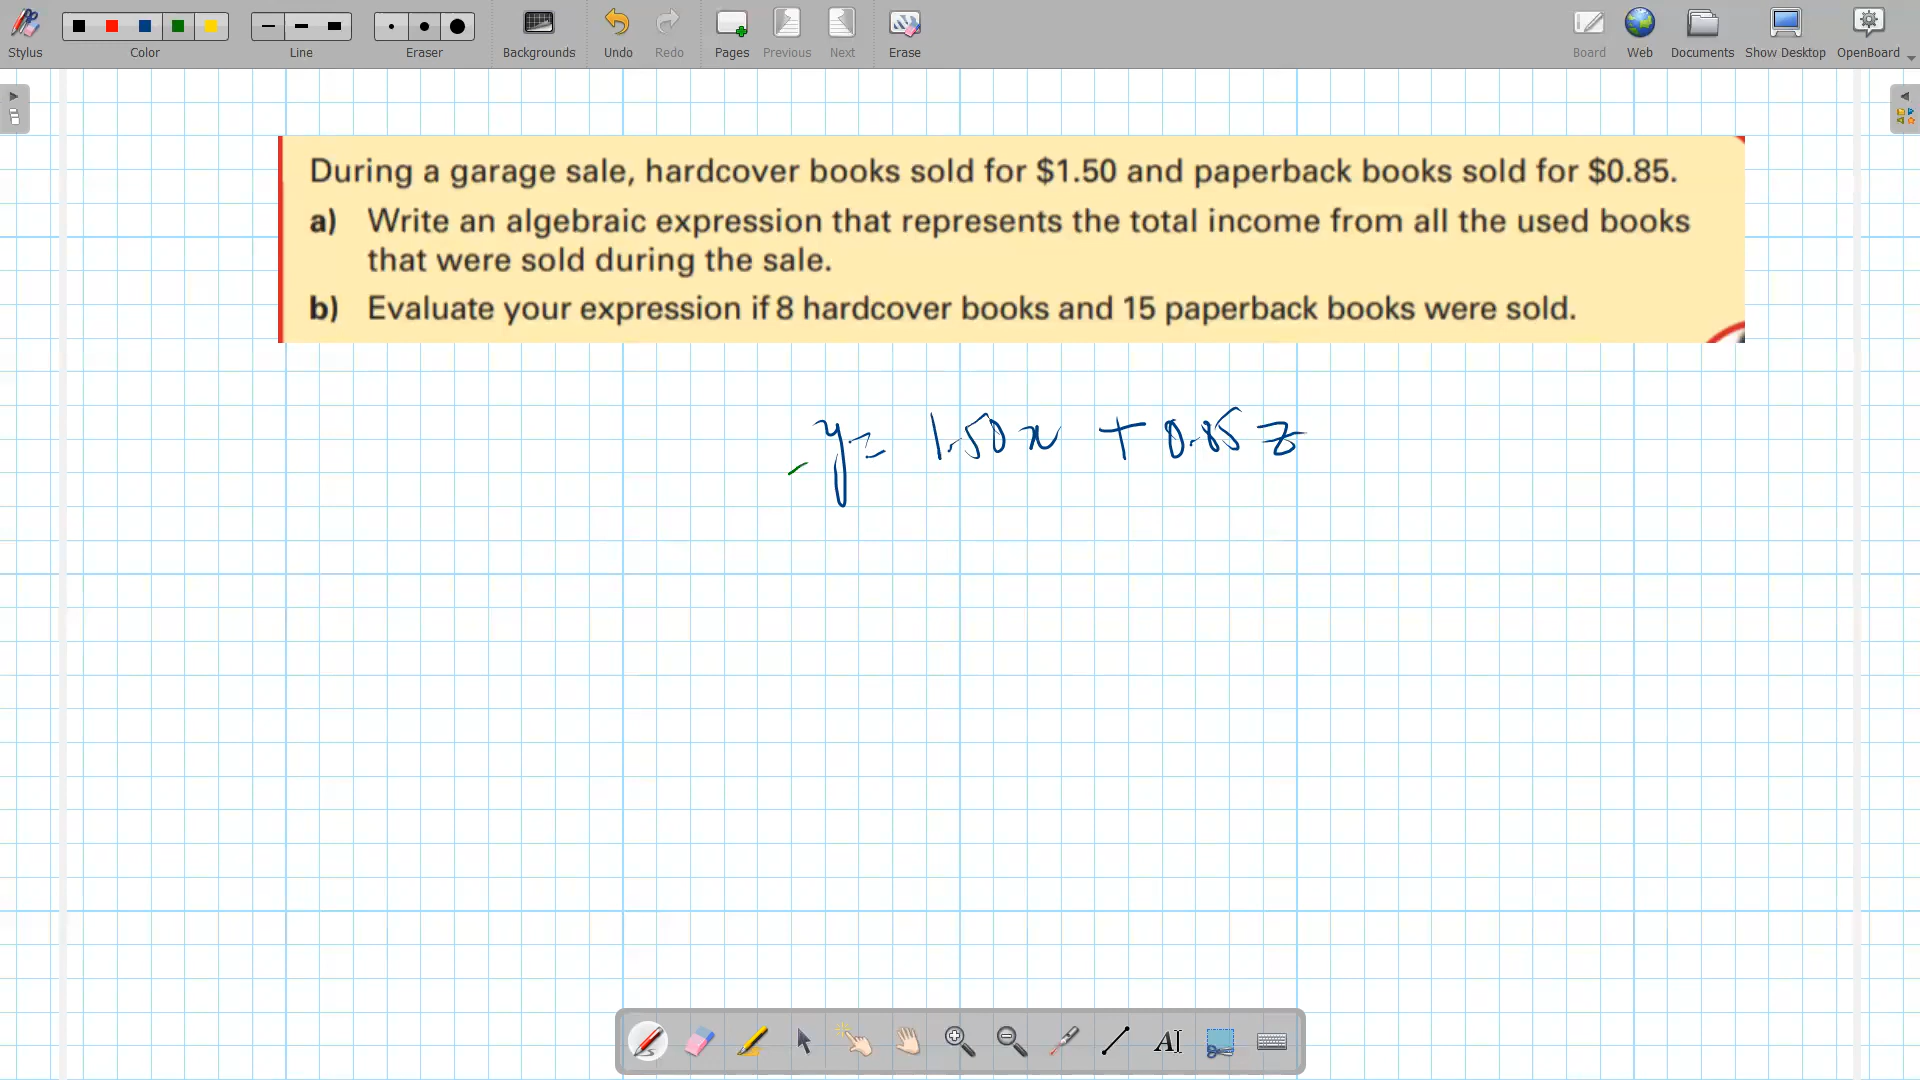 Stylus Color Line Eraser Backgrounds Undo Redo Pages Previous Next Erase Board Web Documents Show Desktop OpenBoard
During a garage sale, hardcover books sold for $1.50 and paperback books sold for $0.85.
a) Write an algebraic expression that represents the total income from all the used books
that were sold during the sale.
b) Evaluate your expression if 8 hardcover books and 15 paperback books were sold.
y = 1.50x + 0.85z